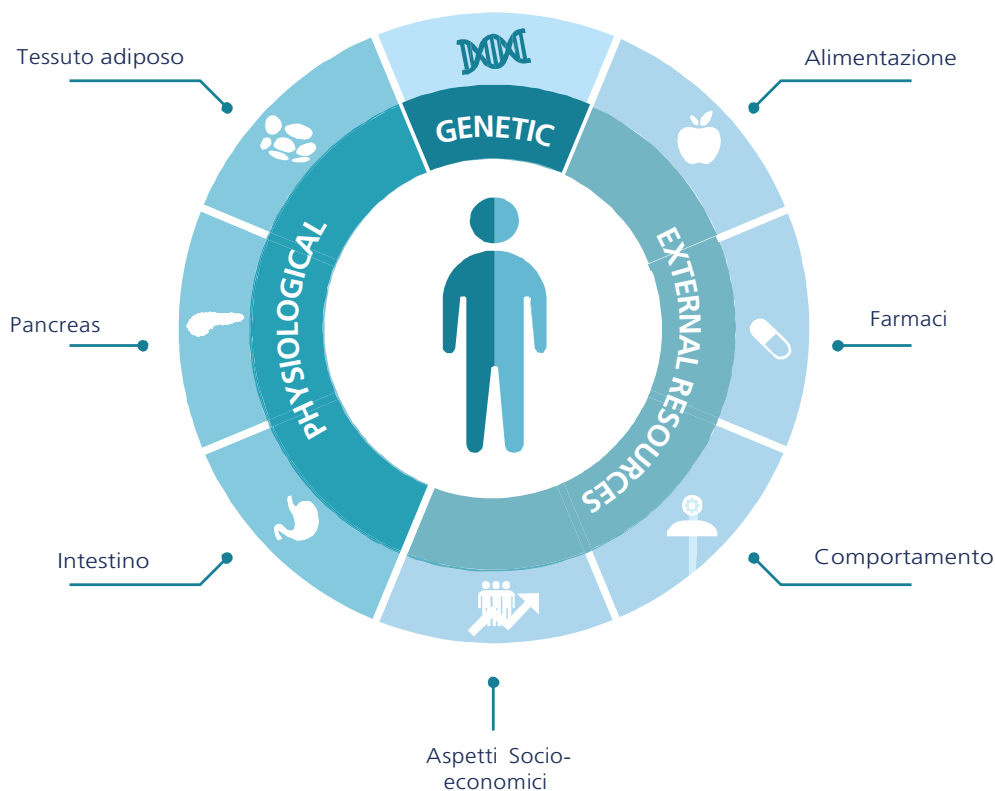 Tessuto adiposo
Alimentazione
GENETIC
PHYSIOLOGICAL
EXTERNAL RESOURCES
Pancreas
Farmaci
Intestino
Comportamento
Aspetti Socio-
economici